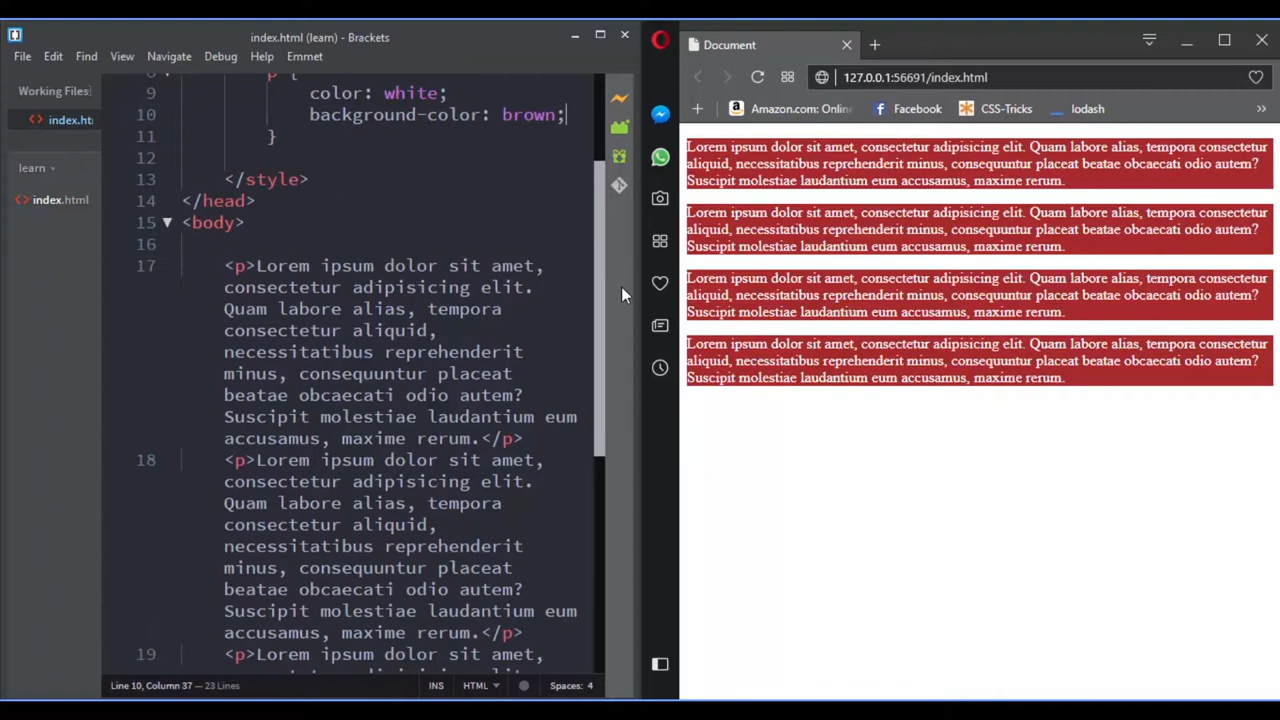 index.html (learn) - Brackets
File Edit Find View Navigate Debug Help Emmet
Working Files
index.ht
learn
index.html
p {
9 color: white;
10 background-color: brown;
11 }
12
13 </style>
14 </head>
15 <body>
16
17 <p>Lorem ipsum dolor sit amet,
consectetur adipisicing elit.
Quam labore alias, tempora
consectetur aliquid,
necessitatibus reprehenderit
minus, consequuntur placeat
beatae obcaecati odio autem?
Suscipit molestiae laudantium eum
accusamus, maxime rerum.</p>
18 <p>Lorem ipsum dolor sit amet,
consectetur adipisicing elit.
Quam labore alias, tempora
consectetur aliquid,
necessitatibus reprehenderit
minus, consequuntur placeat
beatae obcaecati odio autem?
Suscipit molestiae laudantium eum
accusamus, maxime rerum.</p>
19 <p>Lorem ipsum dolor sit amet,
Line 10, Column 37 — 23 Lines
INS HTML Spaces: 4
Document
127.0.0.1:56691/index.html
Amazon.com: Online Facebook CSS-Tricks lodash
Lorem ipsum dolor sit amet, consectetur adipisicing elit. Quam labore alias, tempora consectetur
aliquid, necessitatibus reprehenderit minus, consequuntur placeat beatae obcaecati odio autem?
Suscipit molestiae laudantium eum accusamus, maxime rerum.
Lorem ipsum dolor sit amet, consectetur adipisicing elit. Quam labore alias, tempora consectetur
aliquid, necessitatibus reprehenderit minus, consequuntur placeat beatae obcaecati odio autem?
Suscipit molestiae laudantium eum accusamus, maxime rerum.
Lorem ipsum dolor sit amet, consectetur adipisicing elit. Quam labore alias, tempora consectetur
aliquid, necessitatibus reprehenderit minus, consequuntur placeat beatae obcaecati odio autem?
Suscipit molestiae laudantium eum accusamus, maxime rerum.
Lorem ipsum dolor sit amet, consectetur adipisicing elit. Quam labore alias, tempora consectetur
aliquid, necessitatibus reprehenderit minus, consequuntur placeat beatae obcaecati odio autem?
Suscipit molestiae laudantium eum accusamus, maxime rerum.